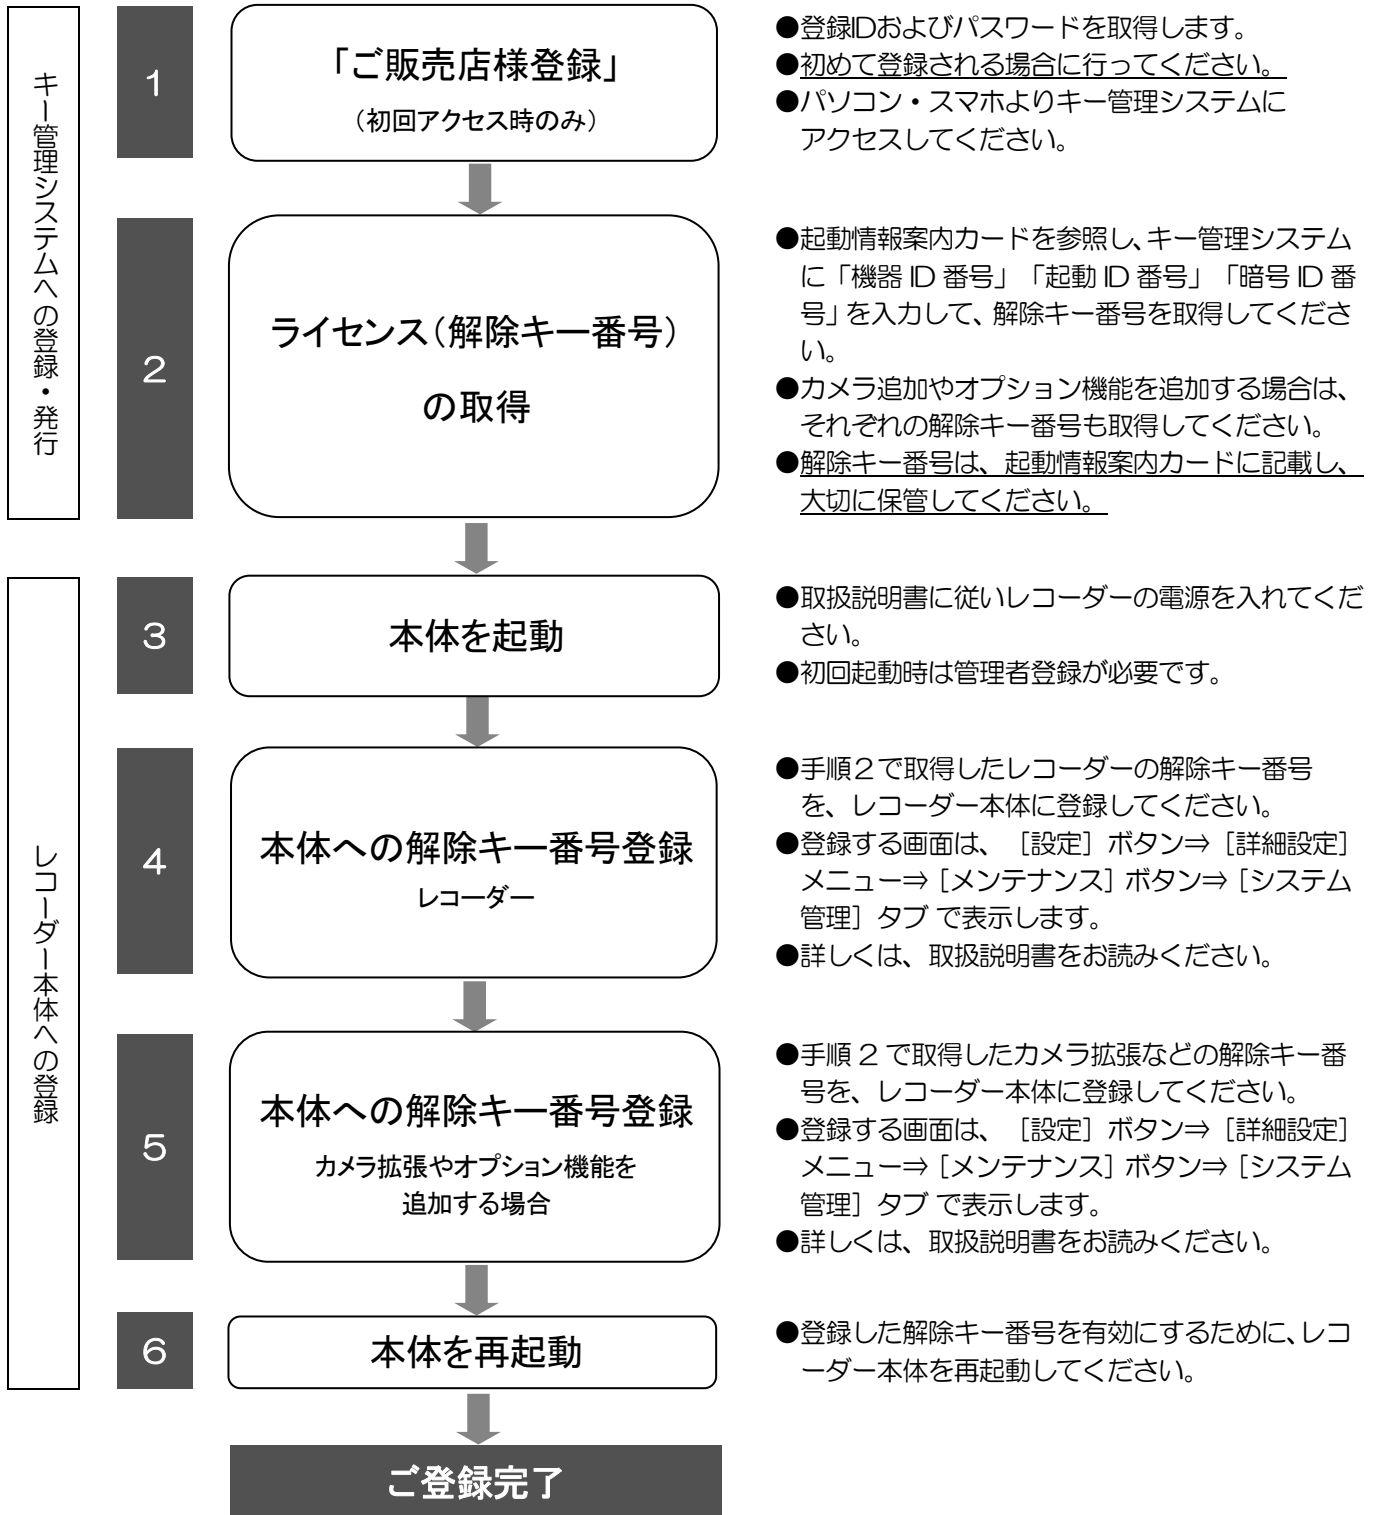 キー管理システムへの登録・発行
1
「ご販売店様登録」
（初回アクセス時のみ）
●登録IDおよびパスワードを取得します。
●初めて登録される場合に行ってください。
●パソコン・スマホよりキー管理システムに
アクセスしてください。
2
ライセンス（解除キー番号）
の取得
●起動情報案内カードを参照し、キー管理システム
に「機器 ID 番号」「起動 ID 番号」「暗号 ID 番
号」を入力して、解除キー番号を取得してくださ
い。
●カメラ追加やオプション機能を追加する場合は、
それぞれの解除キー番号も取得してください。
●解除キー番号は、起動情報案内カードに記載し、
大切に保管してください。
レコーダー本体への登録
3
本体を起動
●取扱説明書に従いレコーダーの電源を入れてくだ
さい。
●初回起動時は管理者登録が必要です。
4
本体への解除キー番号登録
レコーダー
●手順２で取得したレコーダーの解除キー番号
を、レコーダー本体に登録してください。
●登録する画面は、［設定］ボタン⇒［詳細設定］
メニュー⇒［メンテナンス］ボタン⇒［システム
管理］タブ で表示します。
●詳しくは、取扱説明書をお読みください。
5
本体への解除キー番号登録
カメラ拡張やオプション機能を
追加する場合
●手順 2 で取得したカメラ拡張などの解除キー番
号を、レコーダー本体に登録してください。
●登録する画面は、［設定］ボタン⇒［詳細設定］
メニュー⇒［メンテナンス］ボタン⇒［システム
管理］タブ で表示します。
●詳しくは、取扱説明書をお読みください。
6
本体を再起動
●登録した解除キー番号を有効にするために、レコ
ーダー本体を再起動してください。
ご登録完了